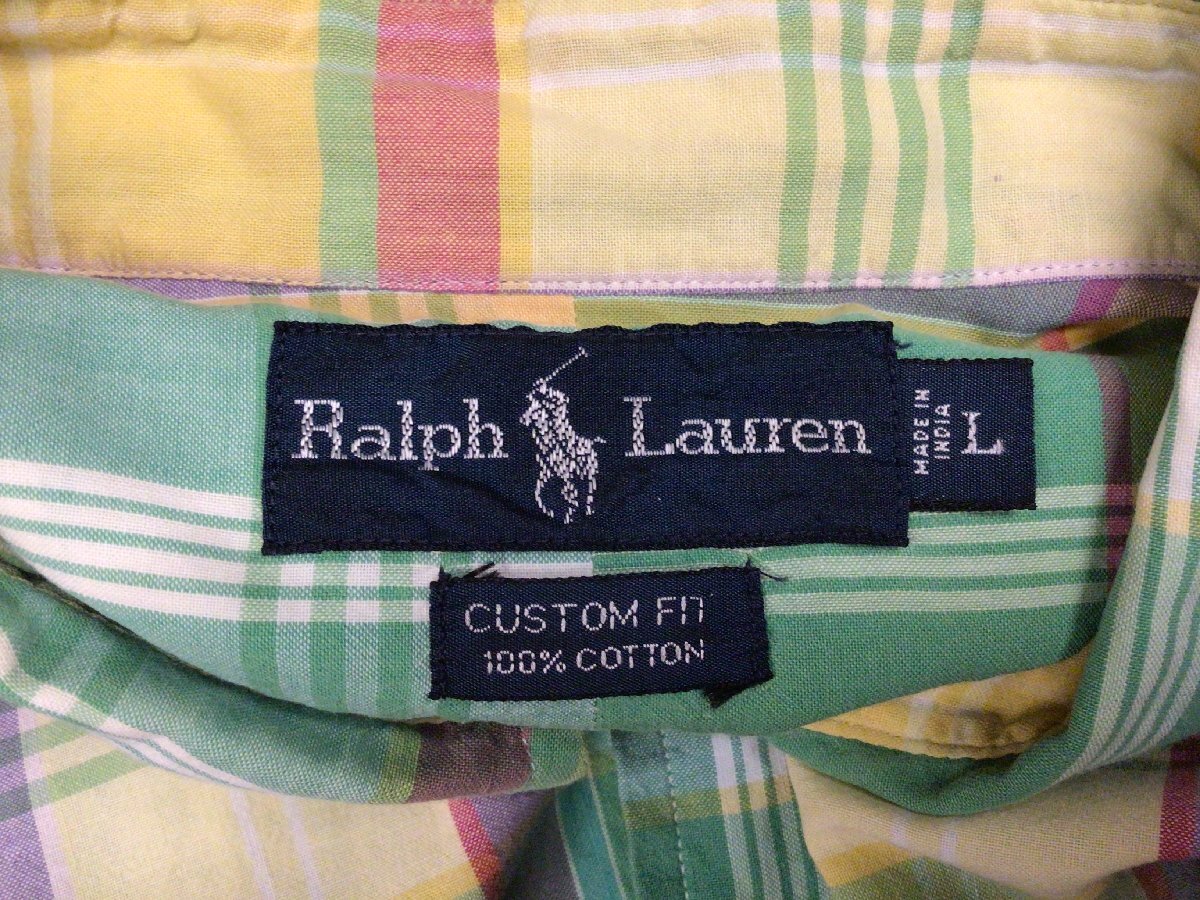 Ralph Lauren
MADE IN
INDIA
L
CUSTOM FIT
100% COTTON